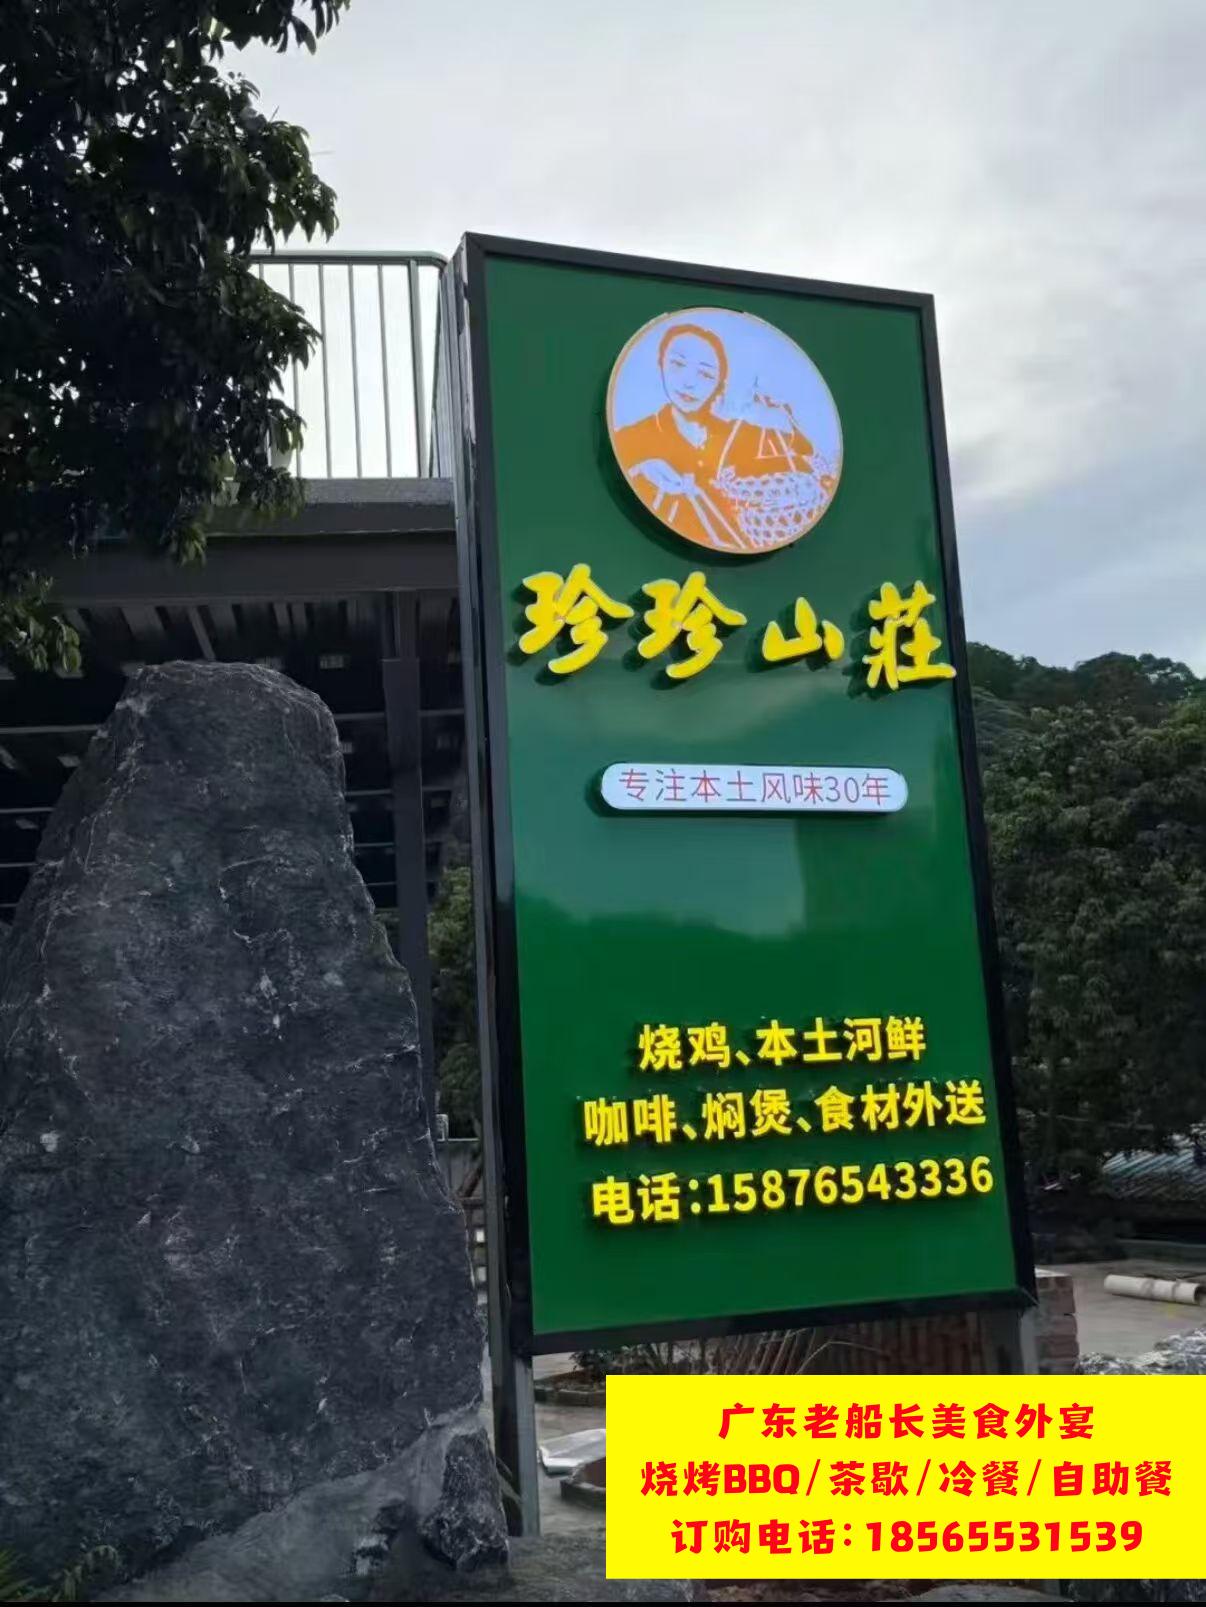 珍珍山莊
专注本土风味30年
烧鸡、本土河鲜
咖啡、焖煲、食材外送
电话:15876543336
广东老船长美食外宴
烧烤BBQ/茶歇/冷餐/自助餐
订购电话:18565531539